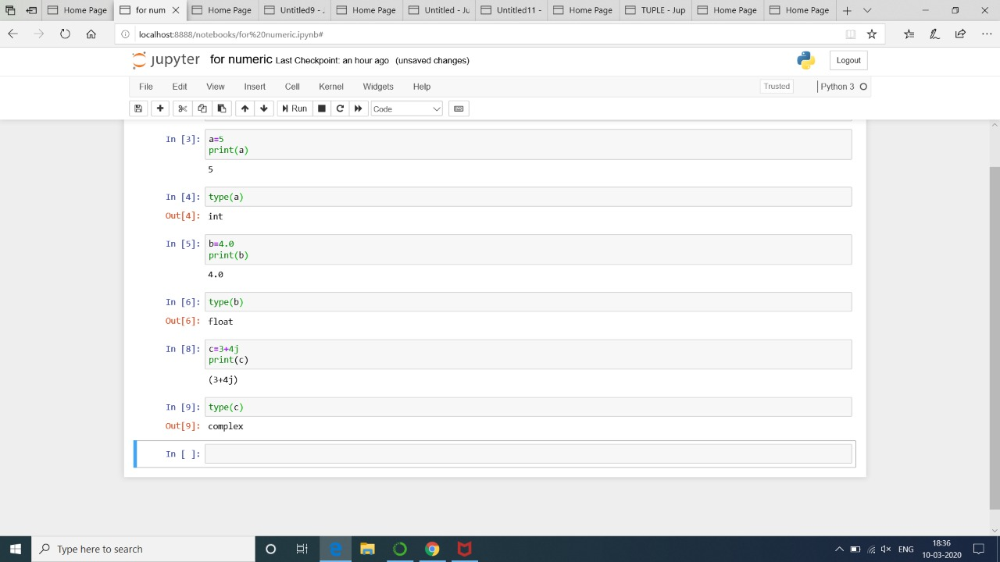 Home Page
for num
Home Page
Untitled9 - J
Home Page
Untitled - Ju
Untitled11 -
Home Page
TUPLE - Jup
Home Page
Home Page
localhost:8888/notebooks/for%20numeric.ipynb#
jupyter for numeric Last Checkpoint: an hour ago (unsaved changes)
Logout
File Edit View Insert Cell Kernel Widgets Help
Trusted
Python 3
Run
Code
In [3]: a=5
print(a)
5
In [4]: type(a)
Out[4]: int
In [5]: b=4.0
print(b)
4.0
In [6]: type(b)
Out[6]: float
In [8]: c=3+4j
print(c)
(3+4j)
In [9]: type(c)
Out[9]: complex
In [ ]:
Type here to search
ENG
18:36
10-03-2020